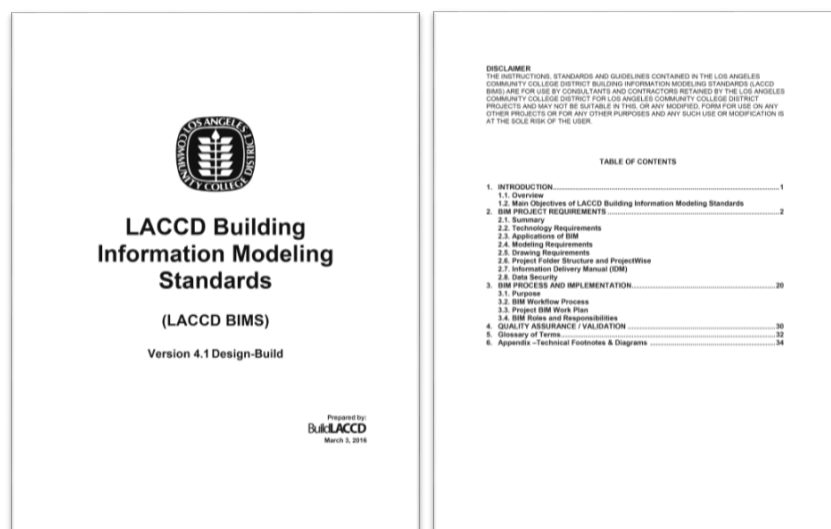 LOS ANGELES
COMMUNITY COLLEGE DISTRICT
LACCD Building
Information Modeling
Standards
(LACCD BIMS)
Version 4.1 Design-Build
Prepared by:
BuildLACCD
March 3, 2016
DISCLAIMER
THE INSTRUCTIONS, STANDARDS AND GUIDELINES CONTAINED IN THE LOS ANGELES
COMMUNITY COLLEGE DISTRICT BUILDING INFORMATION MODELING STANDARDS (LACCD
BIMS) ARE FOR USE BY CONSULTANTS AND CONTRACTORS RETAINED BY THE LOS ANGELES
COMMUNITY COLLEGE DISTRICT FOR LOS ANGELES COMMUNITY COLLEGE DISTRICT
PROJECTS AND MAY NOT BE SUITABLE IN THIS, OR ANY MODIFIED, FORM FOR USE ON ANY
OTHER PROJECTS OR FOR ANY OTHER PURPOSES AND ANY SUCH USE OR MODIFICATION IS
AT THE SOLE RISK OF THE USER.
TABLE OF CONTENTS
1. INTRODUCTION....................1
1.1. Overview
1.2. Main Objectives of LACCD Building Information Modeling Standards
2. BIM PROJECT REQUIREMENTS....................2
2.1. Summary
2.2. Technology Requirements
2.3. Applications of BIM
2.4. Modeling Requirements
2.5. Drawing Requirements
2.6. Project Folder Structure and ProjectWise
2.7. Information Delivery Manual (IDM)
2.8. Data Security
3. BIM PROCESS AND IMPLEMENTATION....................20
3.1. Purpose
3.2. BIM Workflow Process
3.3. Project BIM Work Plan
3.4. BIM Roles and Responsibilities
4. QUALITY ASSURANCE / VALIDATION....................30
5. Glossary of Terms....................32
6. Appendix –Technical Footnotes & Diagrams....................34